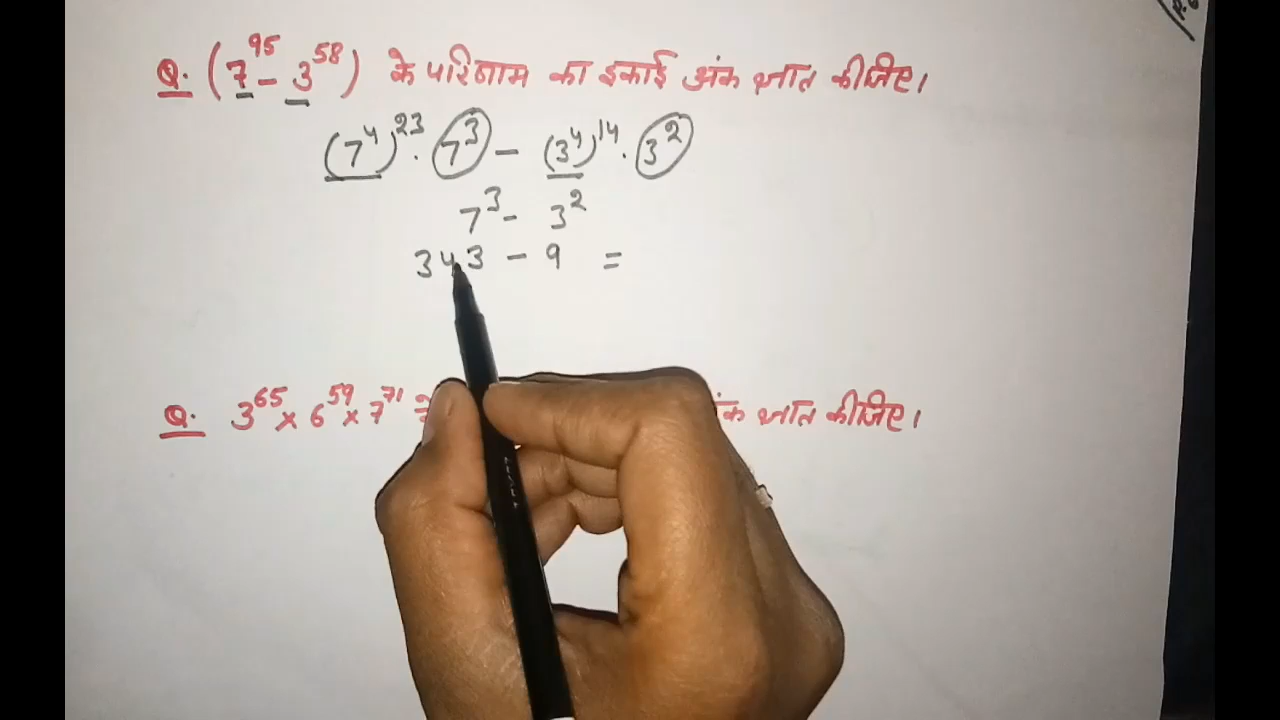 Q. (7^95 - 3^58) के परिणाम का इकाई अंक ज्ञात कीजिए।
(7^4)^23 . 7^3 - (3^4)^14 . 3^2
7^3 - 3^2
343 - 9 =
Q. 3^65 × 6^59 × 7^71 ज्ञात कीजिए।